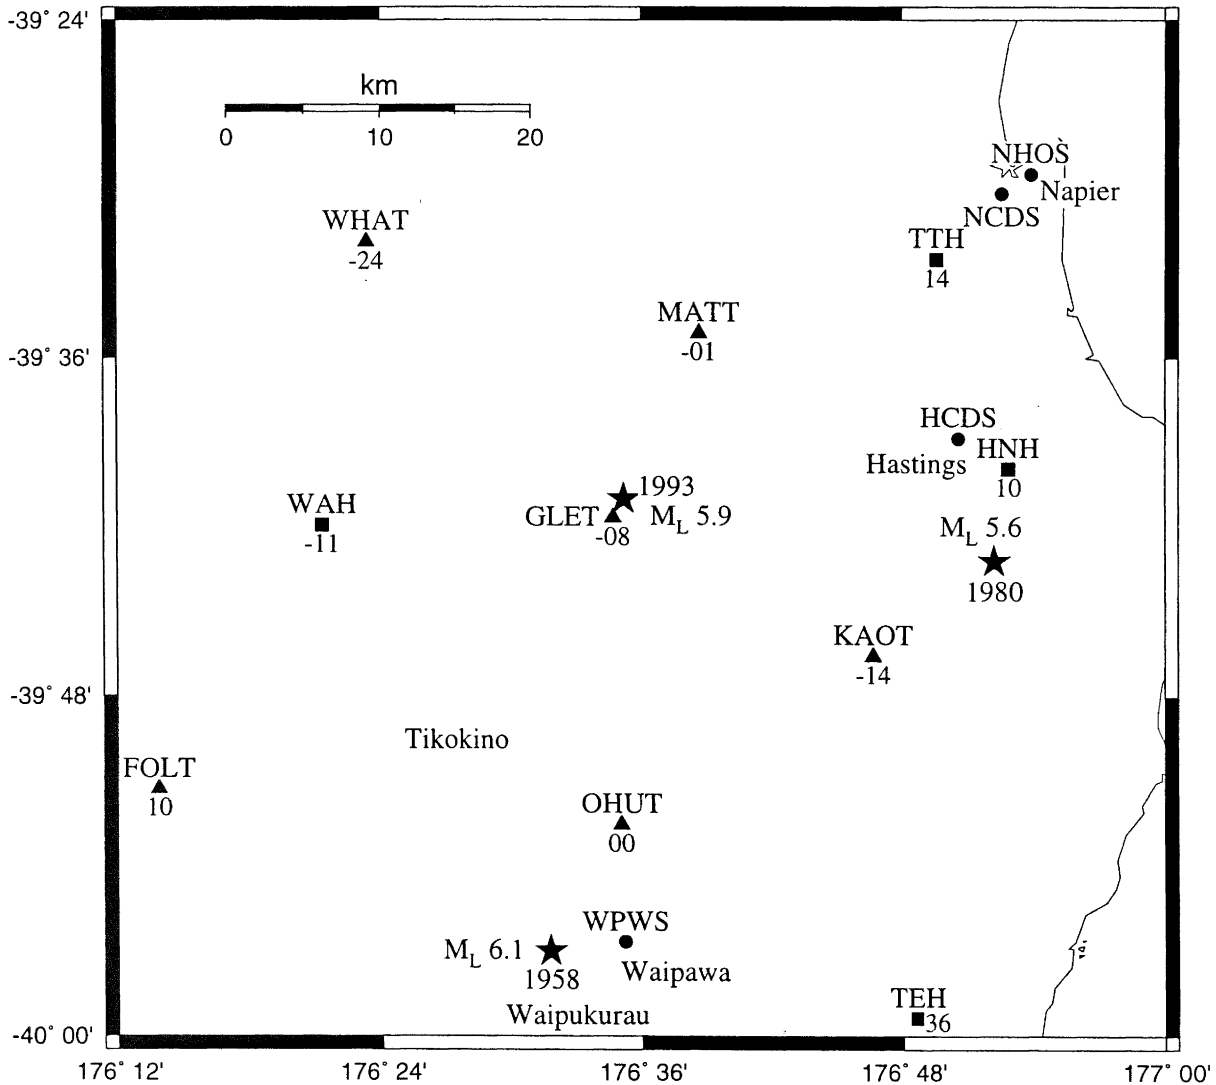 -39° 24'
km
0 10 20
NHOS
Napier
NCDS
WHAT
-24
TTH
14
MATT
-01
-39° 36'
HCDS
Hastings
HNH
10
1993
GLET
M_L 5.9
-08
WAH
-11
M_L 5.6
1980
KAOT
-14
-39° 48'
Tikokino
FOLT
10
OHUT
00
WPWS
M_L 6.1
1958
Waipawa
Waipukurau
TEH
36
-40° 00'
176° 12' 176° 24' 176° 36' 176° 48' 177° 00'